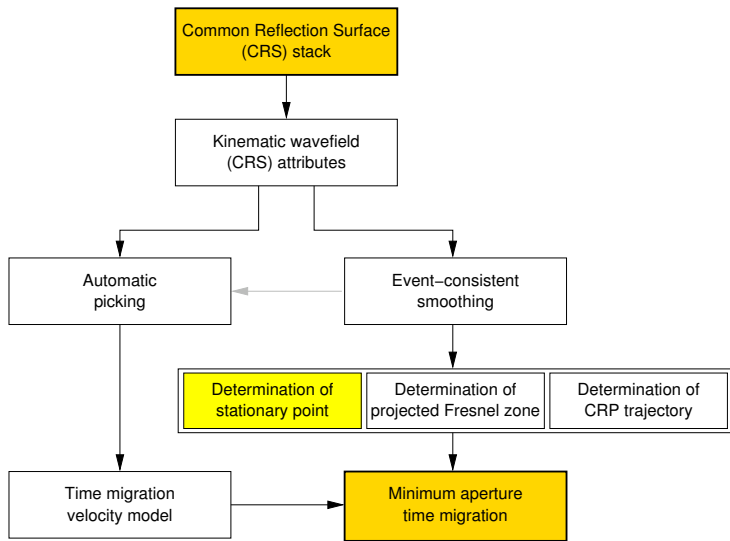 Common Reflection Surface
(CRS) stack
Kinematic wavefield
(CRS) attributes
Automatic
picking
Event−consistent
smoothing
Determination of
stationary point
Determination of
projected Fresnel zone
Determination of
CRP trajectory
Time migration
velocity model
Minimum aperture
time migration